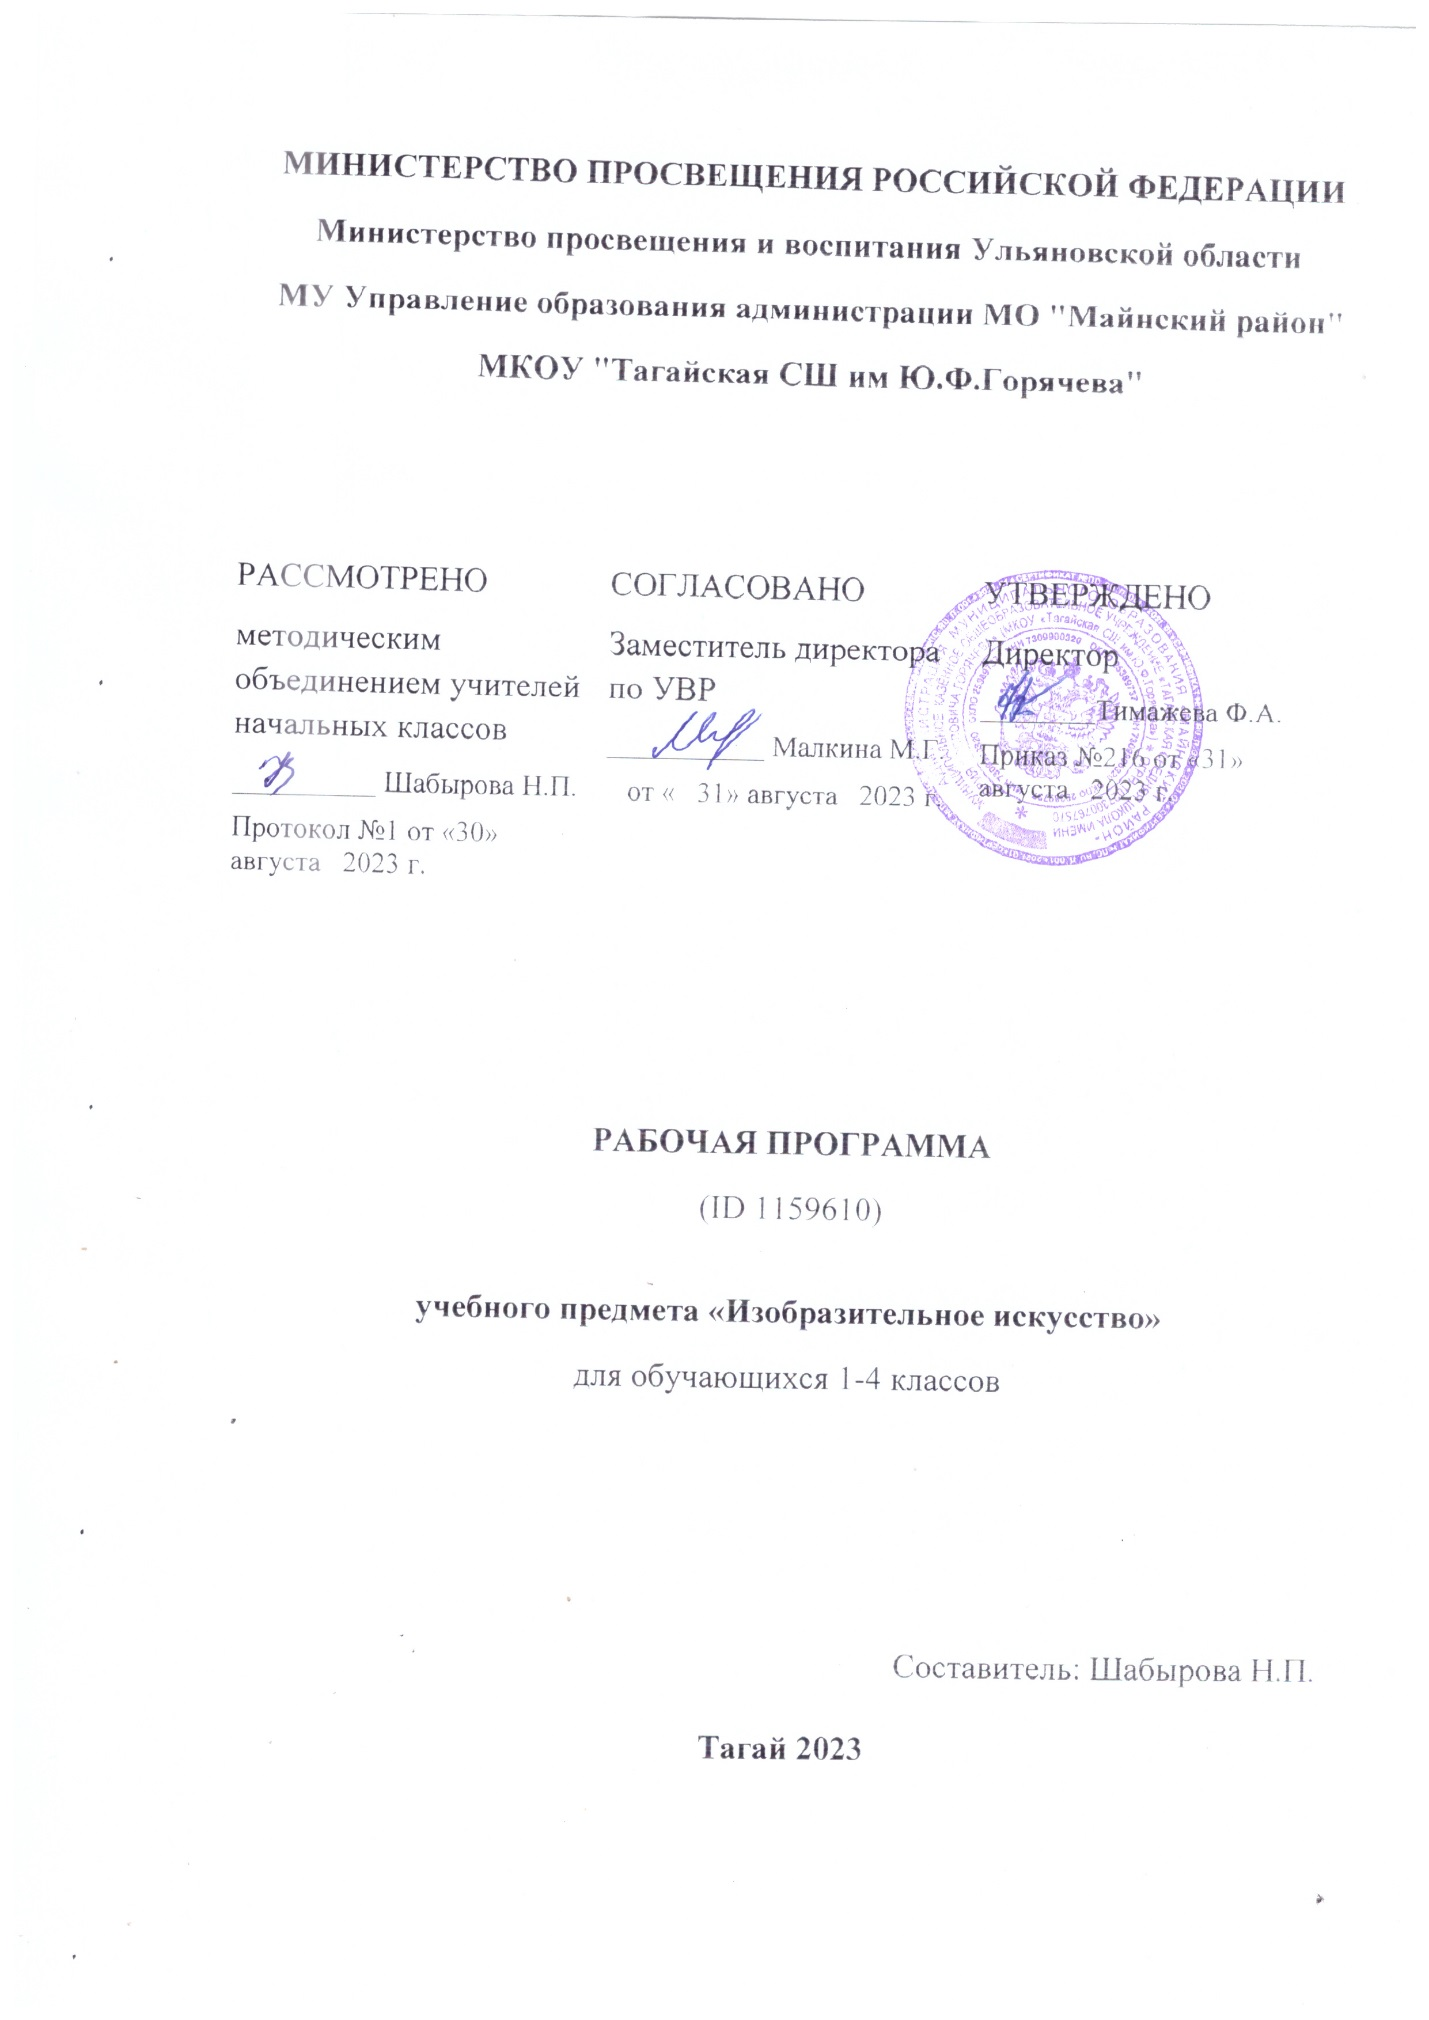 МИНИСТЕРСТВО ПРОСВЕЩЕНИЯ РОССИЙСКОЙ ФЕДЕРАЦИИ
Министерство просвещения и воспитания Ульяновской области
МУ Управление образования администрации МО "Майнский район"
МКОУ "Тагайская СШ им Ю.Ф.Горячева"
РАССМОТРЕНО
методическим
объединением учителей
начальных классов
__________ Шабырова Н.П.
Протокол №1 от «30»
августа 2023 г.
СОГЛАСОВАНО
Заместитель директора
по УВР
___________ Малкина М.Г.
от « 31» августа 2023 г
УТВЕРЖДЕНО
Директор
________ Тимажева Ф.А.
Приказ №216 от «31»
августа 2023 г.
РАБОЧАЯ ПРОГРАММА
(ID 1159610)
учебного предмета «Изобразительное искусство»
для обучающихся 1-4 классов
Составитель: Шабырова Н.П.
Тагай 2023